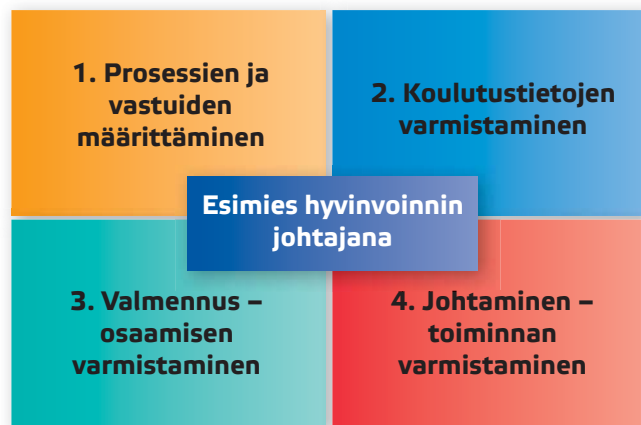 1. Prosessien ja
vastuiden
määrittäminen
2. Koulutustietojen
varmistaminen
Esimies hyvinvoinnin
johtajana
3. Valmennus –
osaamisen
varmistaminen
4. Johtaminen –
toiminnan
varmistaminen